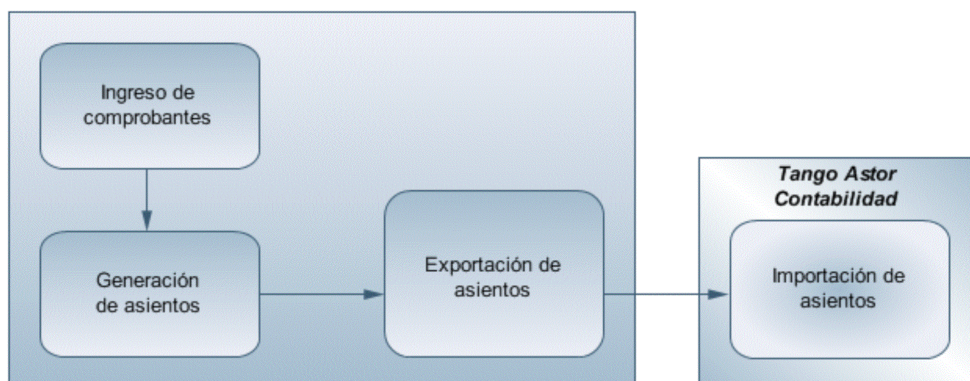 Ingreso de
comprobantes
Generación
de asientos
Exportación de
asientos
Tango Astor
Contabilidad
Importación de
asientos